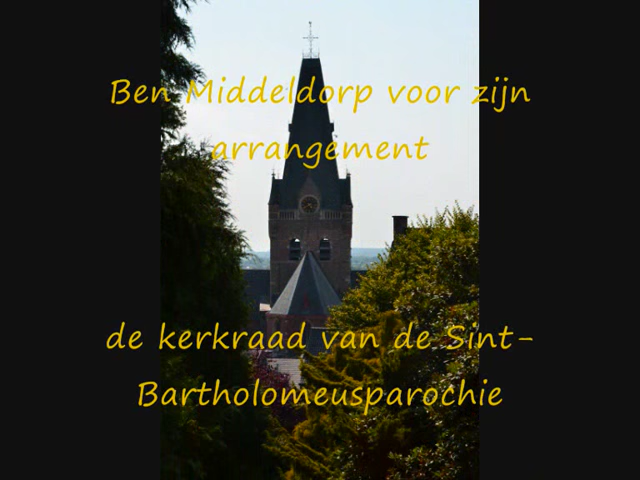 Ben Middeldorp voor zijn
arrangement
de kerkraad van de Sint-
Bartholomeusparochie